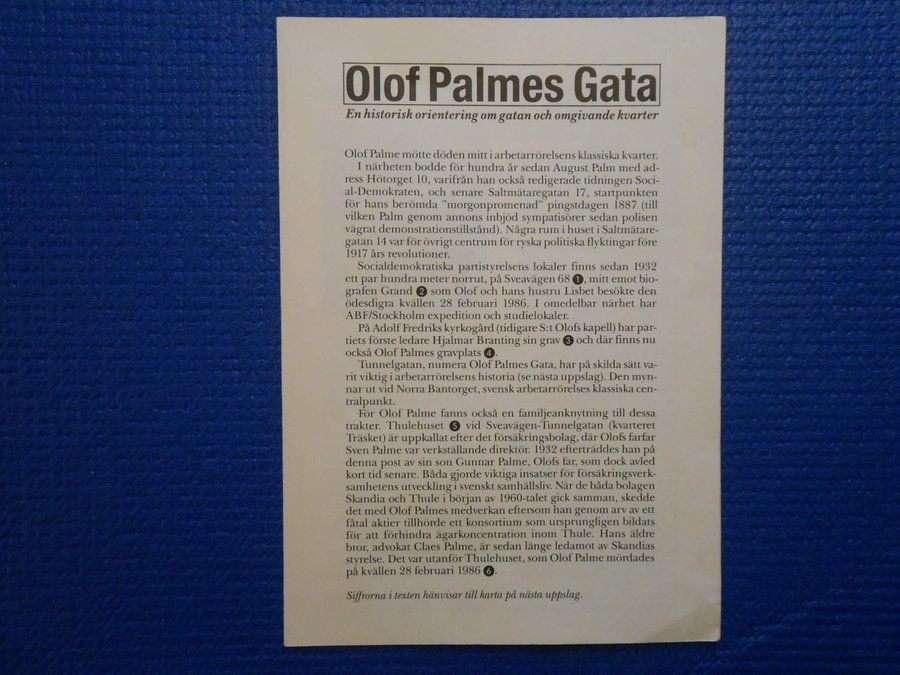 Olof Palmes Gata
En historisk orientering om gatan och omgivande kvarter
Olof Palme mötte döden mitt i arbetarrörelsens klassiska kvarter.
I närheten bodde för hundra år sedan August Palm med ad-
ress Hötorget 10, varifrån han också redigerade tidningen Soci-
al-Demokraten, och senare Saltmätaregatan 17, startpunkten
för hans berömda "morgonpromenad" pingstdagen 1887 (till
vilken Palm genom annons inbjöd sympatisörer sedan polisen
vägrat demonstrationstillstånd). Några rum i huset i Saltmätare-
gatan 14 var för övrigt centrum för ryska politiska flyktingar före
1917 års revolutioner.
Socialdemokratiska partistyrelsens lokaler finns sedan 1932
ett par hundra meter norrut, på Sveavägen 68 1, mitt emot bio-
grafen Grand 2 som Olof och hans hustru Lisbet besökte den
ödesdigra kvällen 28 februari 1986. I omedelbar närhet har
ABF/Stockholm expedition och studielokaler.
På Adolf Fredriks kyrkogård (tidigare S:t Olofs kapell) har par-
tiets förste ledare Hjalmar Branting sin grav 3 och där finns nu
också Olof Palmes gravplats 4.
Tunnelgatan, numera Olof Palmes Gata, har på skilda sätt va-
rit viktig i arbetarrörelsens historia (se nästa uppslag). Den myn-
nar ut vid Norra Bantorget, svensk arbetarrörelses klassiska cen-
tralpunkt.
För Olof Palme fanns också en familjeanknytning till dessa
trakter. Thulehuset 5 vid Sveavägen-Tunnelgatan (kvarteret
Träsket) är uppkallat efter det försäkringsbolag, där Olofs farfar
Sven Palme var verkställande direktör. 1932 efterträddes han på
denna post av sin son Gunnar Palme, Olofs far, som dock avled
kort tid senare. Båda gjorde viktiga insatser för försäkringsverk-
samhetens utveckling i svenskt samhällsliv. När de båda bolagen
Skandia och Thule i början av 1960-talet gick samman, skedde
det med Olof Palmes medverkan eftersom han genom arv av ett
fåtal aktier tillhörde ett konsortium som ursprungligen bildats
för att förhindra ägarkoncentration inom Thule. Hans äldre
bror, advokat Claes Palme, är sedan länge ledamot av Skandias
styrelse. Det var utanför Thulehuset, som Olof Palme mördades
på kvällen 28 februari 1986 6.
Siffrorna i texten hänvisar till karta på nästa uppslag.